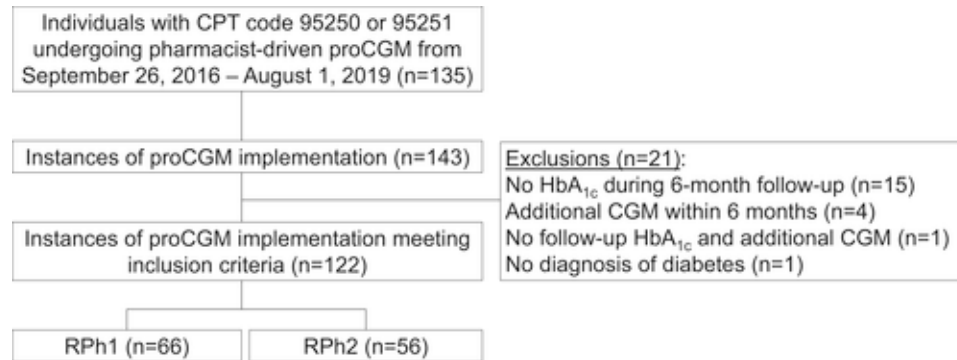 Individuals with CPT code 95250 or 95251
undergoing pharmacist-driven proCGM from
September 26, 2016 – August 1, 2019 (n=135)
Instances of proCGM implementation (n=143)
Exclusions (n=21):
No HbA1c during 6-month follow-up (n=15)
Additional CGM within 6 months (n=4)
No follow-up HbA1c and additional CGM (n=1)
No diagnosis of diabetes (n=1)
Instances of proCGM implementation meeting
inclusion criteria (n=122)
RPh1 (n=66)
RPh2 (n=56)